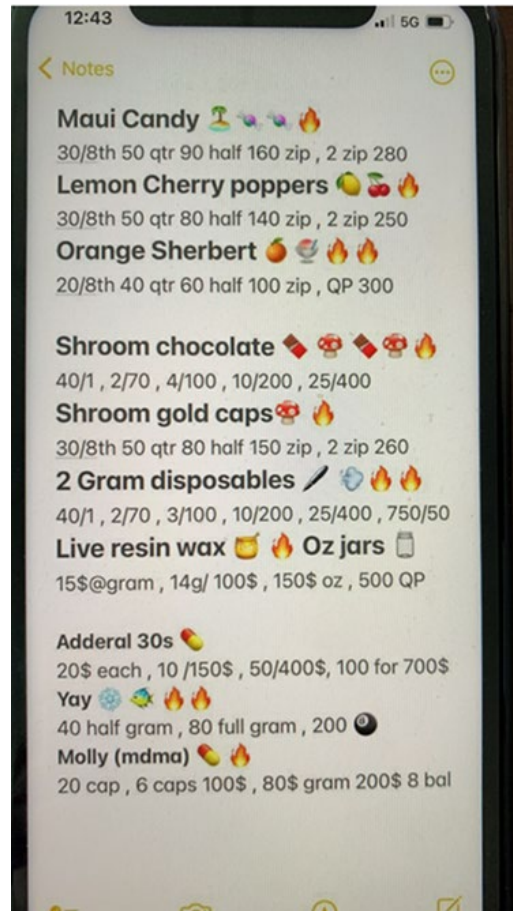 12:43
5G
Notes
Maui Candy 🏝️🍬🍬🔥
30/8th 50 qtr 90 half 160 zip , 2 zip 280
Lemon Cherry poppers 🍋🍒🔥
30/8th 50 qtr 80 half 140 zip , 2 zip 250
Orange Sherbert 🍊🍨🔥🔥
20/8th 40 qtr 60 half 100 zip , QP 300
Shroom chocolate 🍫🍄🍫🍄🔥
40/1 , 2/70 , 4/100 , 10/200 , 25/400
Shroom gold caps🍄🔥
30/8th 50 qtr 80 half 150 zip , 2 zip 260
2 Gram disposables 🖊️💨🔥🔥
40/1 , 2/70 , 3/100 , 10/200 , 25/400 , 750/50
Live resin wax 🍯🔥 Oz jars 🫙
15$@gram , 14g/ 100$ , 150$ oz , 500 QP
Adderal 30s 💊
20$ each , 10 /150$ , 50/400$, 100 for 700$
Yay ❄️🐠🔥🔥
40 half gram , 80 full gram , 200 🎱
Molly (mdma) 💊🔥
20 cap , 6 caps 100$ , 80$ gram 200$ 8 bal